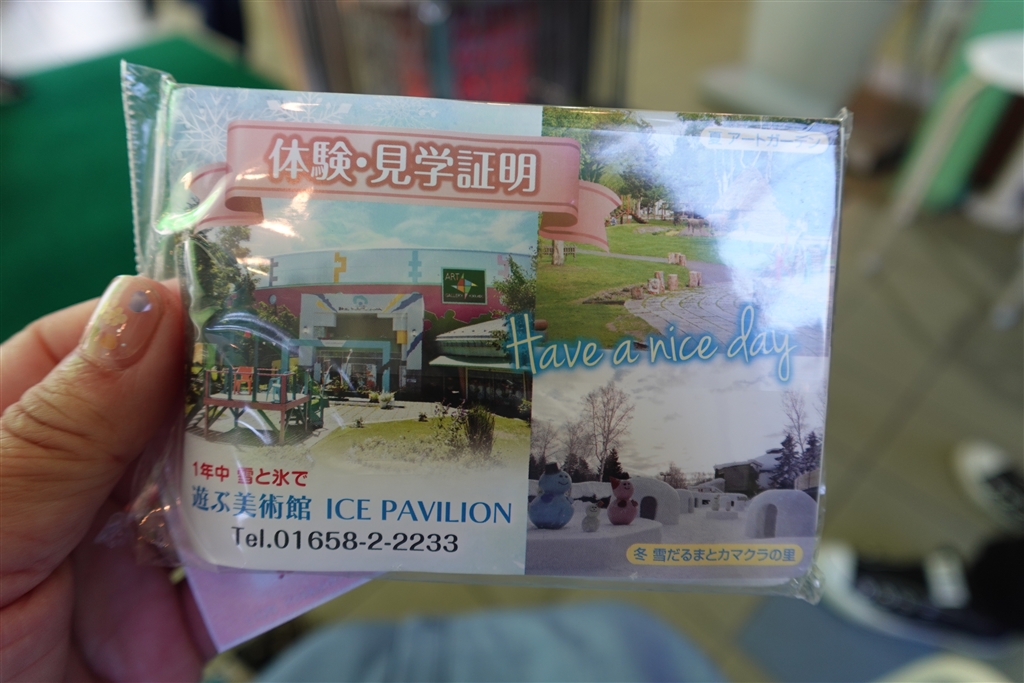 体験・見学証明
アートガーデン
ART
Have a nice day
1年中 雪と氷で
遊ぶ美術館 ICE PAVILION
Tel.01658-2-2233
冬 雪だるまとカマクラの里